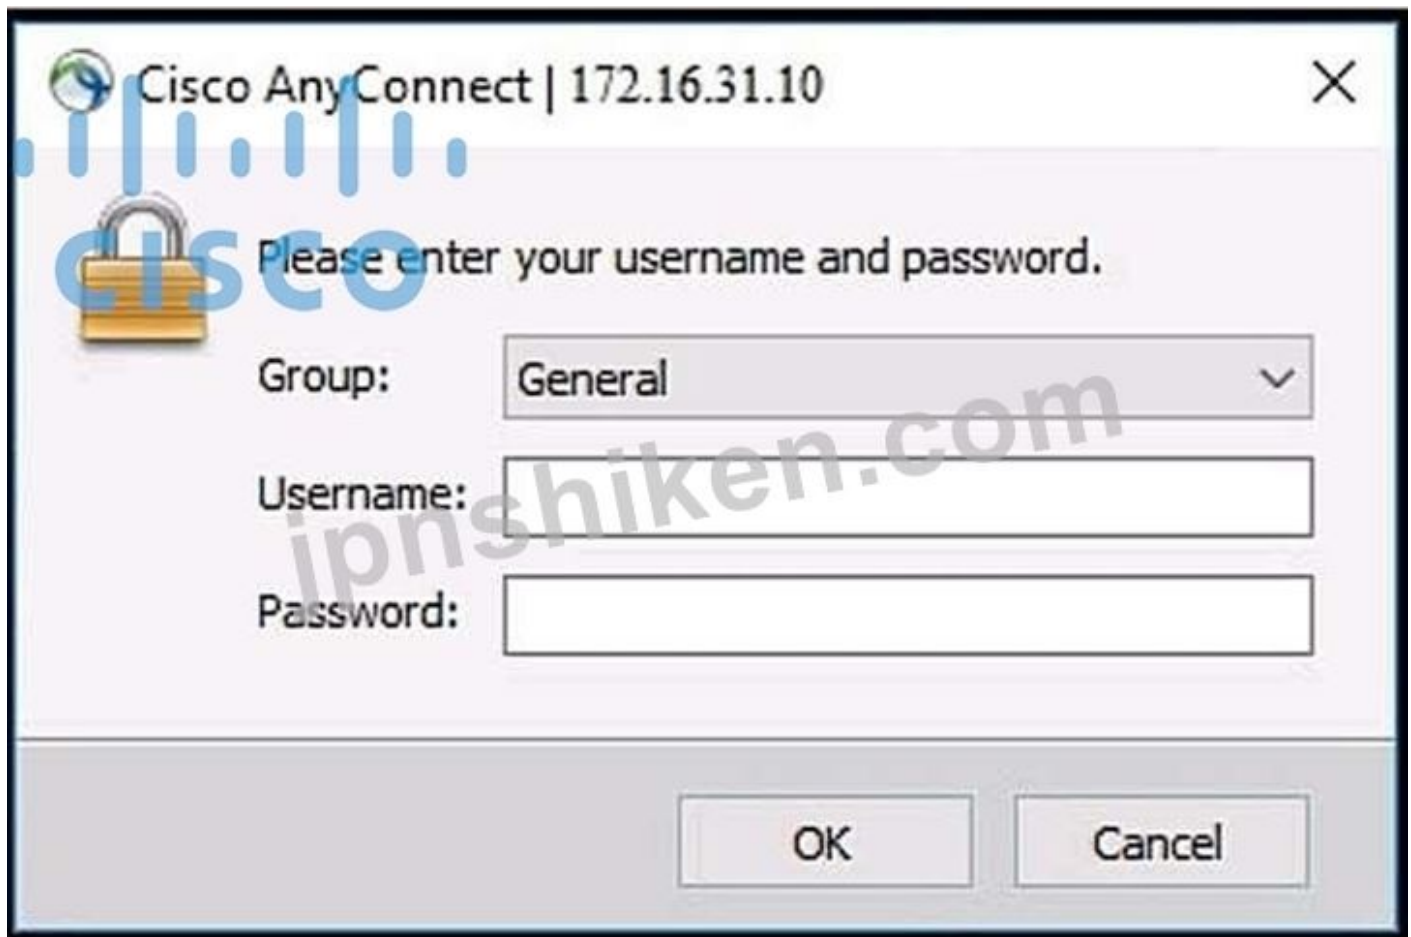 Cisco AnyConnect | 172.16.31.10
cisco
Please enter your username and password.
Group:
General
Username:
Password:
jpnshiken.com
OK
Cancel